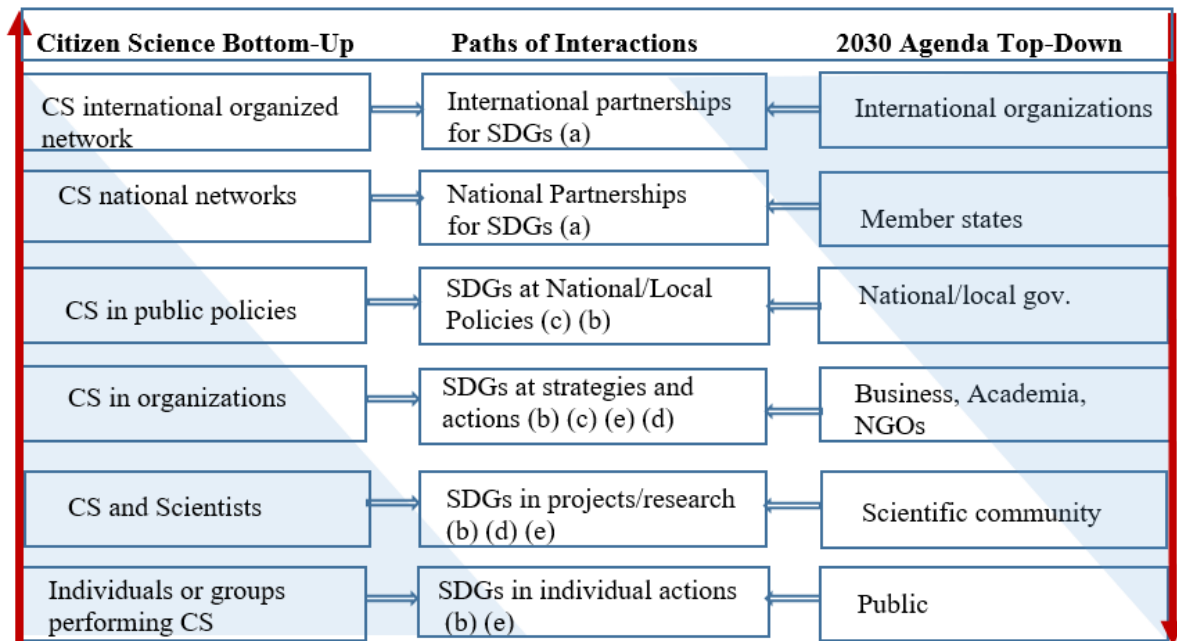 Citizen Science Bottom-Up Paths of Interactions 2030 Agenda Top-Down
CS international organized
network
International partnerships
for SDGs (a)
International organizations
CS national networks
National Partnerships
for SDGs (a)
Member states
CS in public policies
SDGs at National/Local
Policies (c) (b)
National/local gov.
CS in organizations
SDGs at strategies and
actions (b) (c) (e) (d)
Business, Academia,
NGOs
CS and Scientists
SDGs in projects/research
(b) (d) (e)
Scientific community
Individuals or groups
performing CS
SDGs in individual actions
(b) (e)
Public